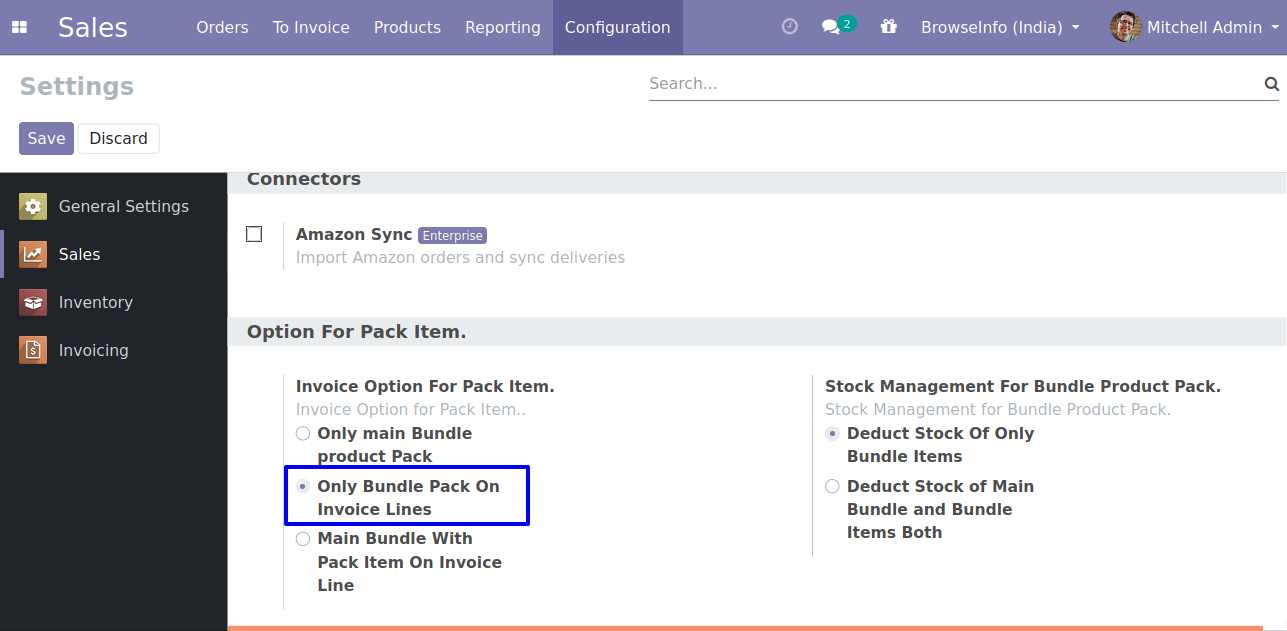 Sales Orders To Invoice Products Reporting Configuration 2 BrowseInfo (India) Mitchell Admin
Settings
Search...
Save Discard
General Settings
Sales
Inventory
Invoicing
Connectors
Amazon Sync Enterprise
Import Amazon orders and sync deliveries
Option For Pack Item.
Invoice Option For Pack Item.
Invoice Option for Pack Item..
Only main Bundle
product Pack
Only Bundle Pack On
Invoice Lines
Main Bundle With
Pack Item On Invoice
Line
Stock Management For Bundle Product Pack.
Stock Management for Bundle Product Pack.
Deduct Stock Of Only
Bundle Items
Deduct Stock of Main
Bundle and Bundle
Items Both